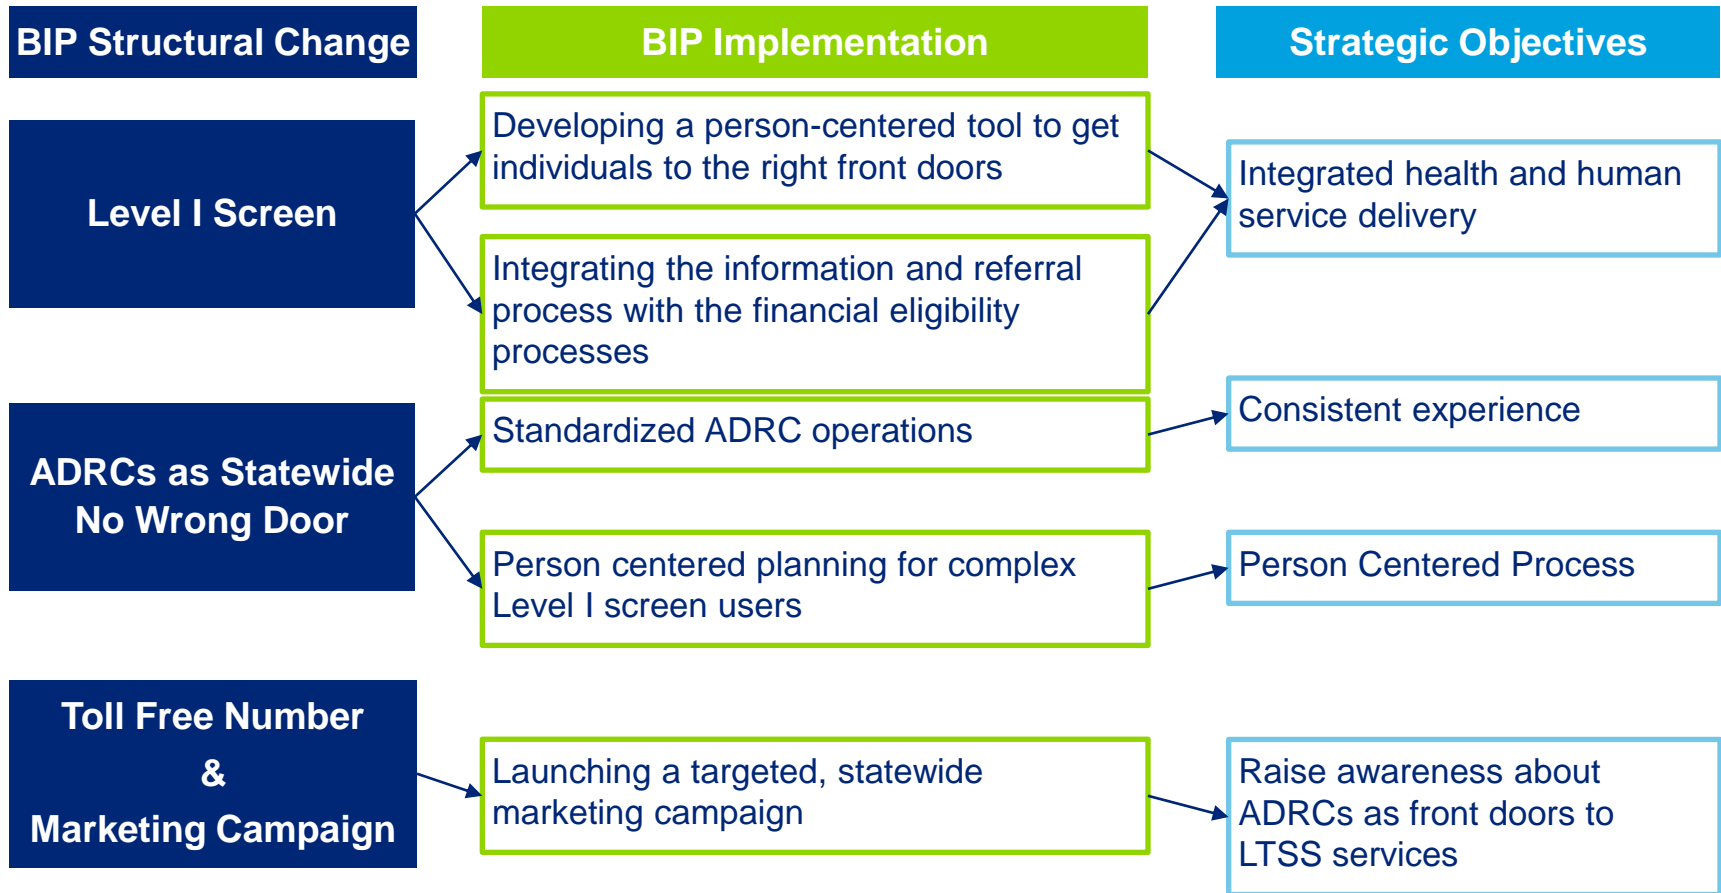 BIP Structural Change
BIP Implementation
Strategic Objectives
Level I Screen
Developing a person-centered tool to get
individuals to the right front doors
Integrating the information and referral
process with the financial eligibility
processes
Integrated health and human
service delivery
ADRCs as Statewide
No Wrong Door
Standardized ADRC operations
Consistent experience
Person centered planning for complex
Level I screen users
Person Centered Process
Toll Free Number
&
Marketing Campaign
Launching a targeted, statewide
marketing campaign
Raise awareness about
ADRCs as front doors to
LTSS services